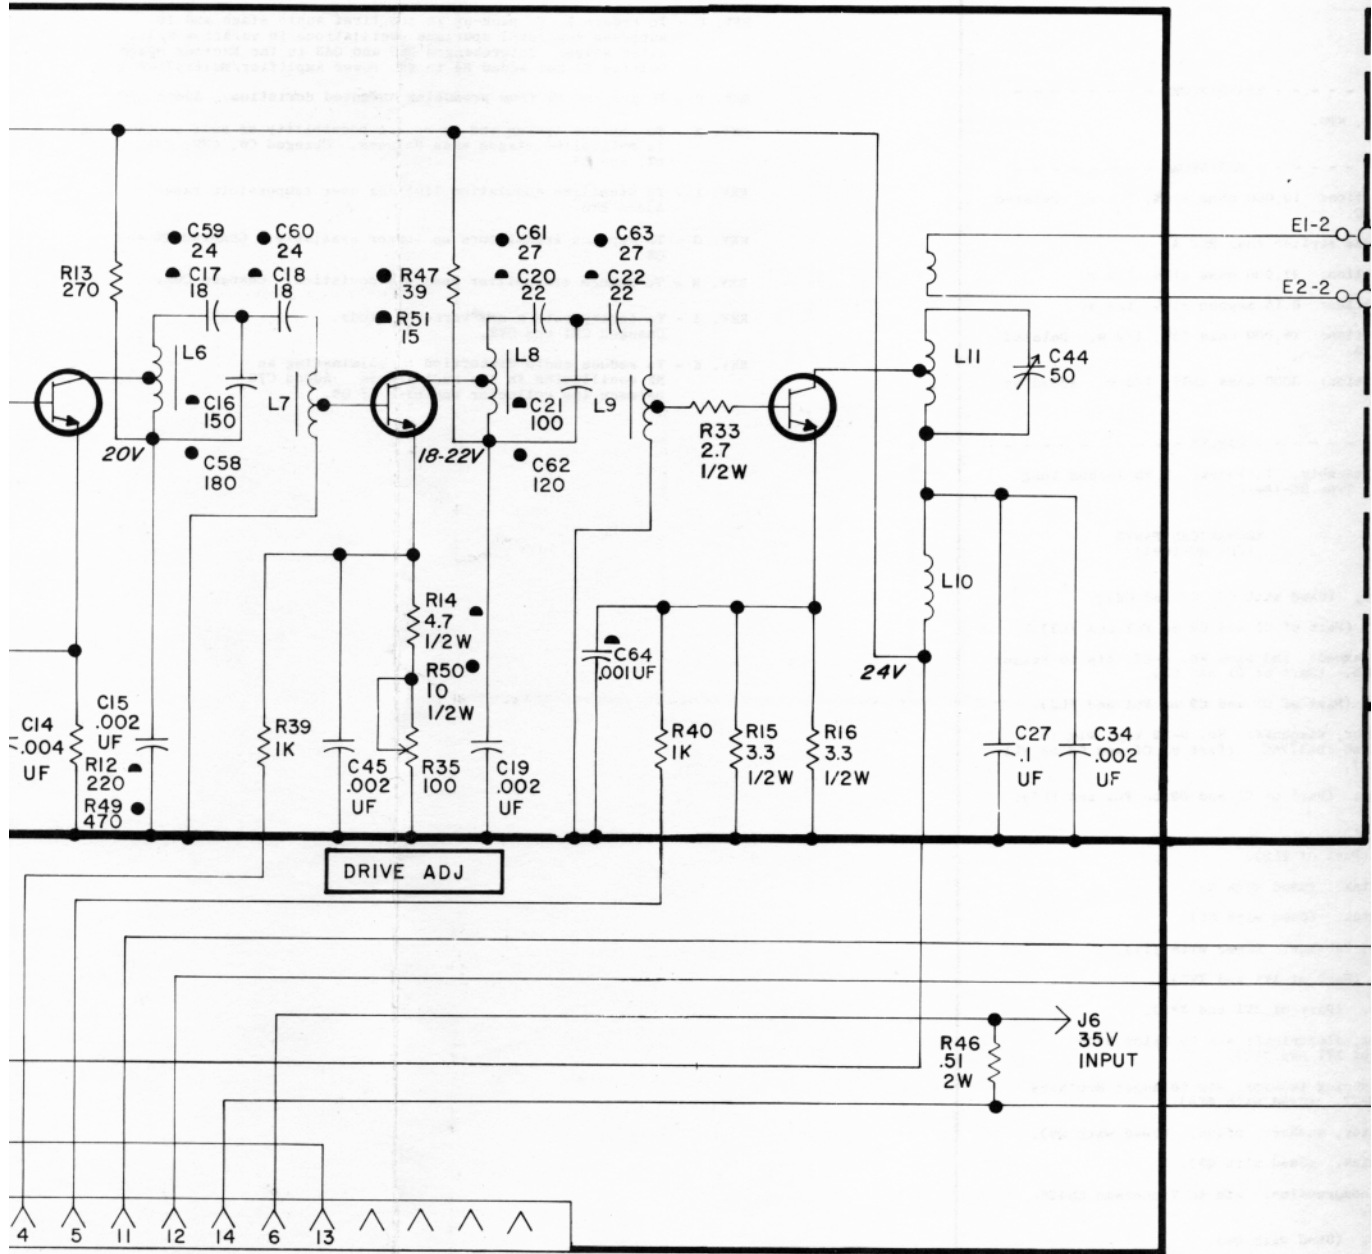 C59
24
C60
24
C17
18
C18
18
R13
270
L6
C16
150
20V
C58
180
L7
R47
39
R51
15
C61
27
C63
27
C20
22
C22
22
L8
C21
100
18-22V
C62
120
L9
R33
2.7
1/2W
L11
C44
50
E1-2
E2-2
L10
24V
R14
4.7
1/2W
R50
10
1/2W
R35
100
C64
.001UF
C14
.004
UF
C15
.002
UF
R12
220
R49
470
R39
1K
C45
.002
UF
C19
.002
UF
R40
1K
R15
3.3
1/2W
R16
3.3
1/2W
C27
.1
UF
C34
.002
UF
DRIVE ADJ
J6
35V
INPUT
R46
.51
2W
4 5 11 12 14 6 13